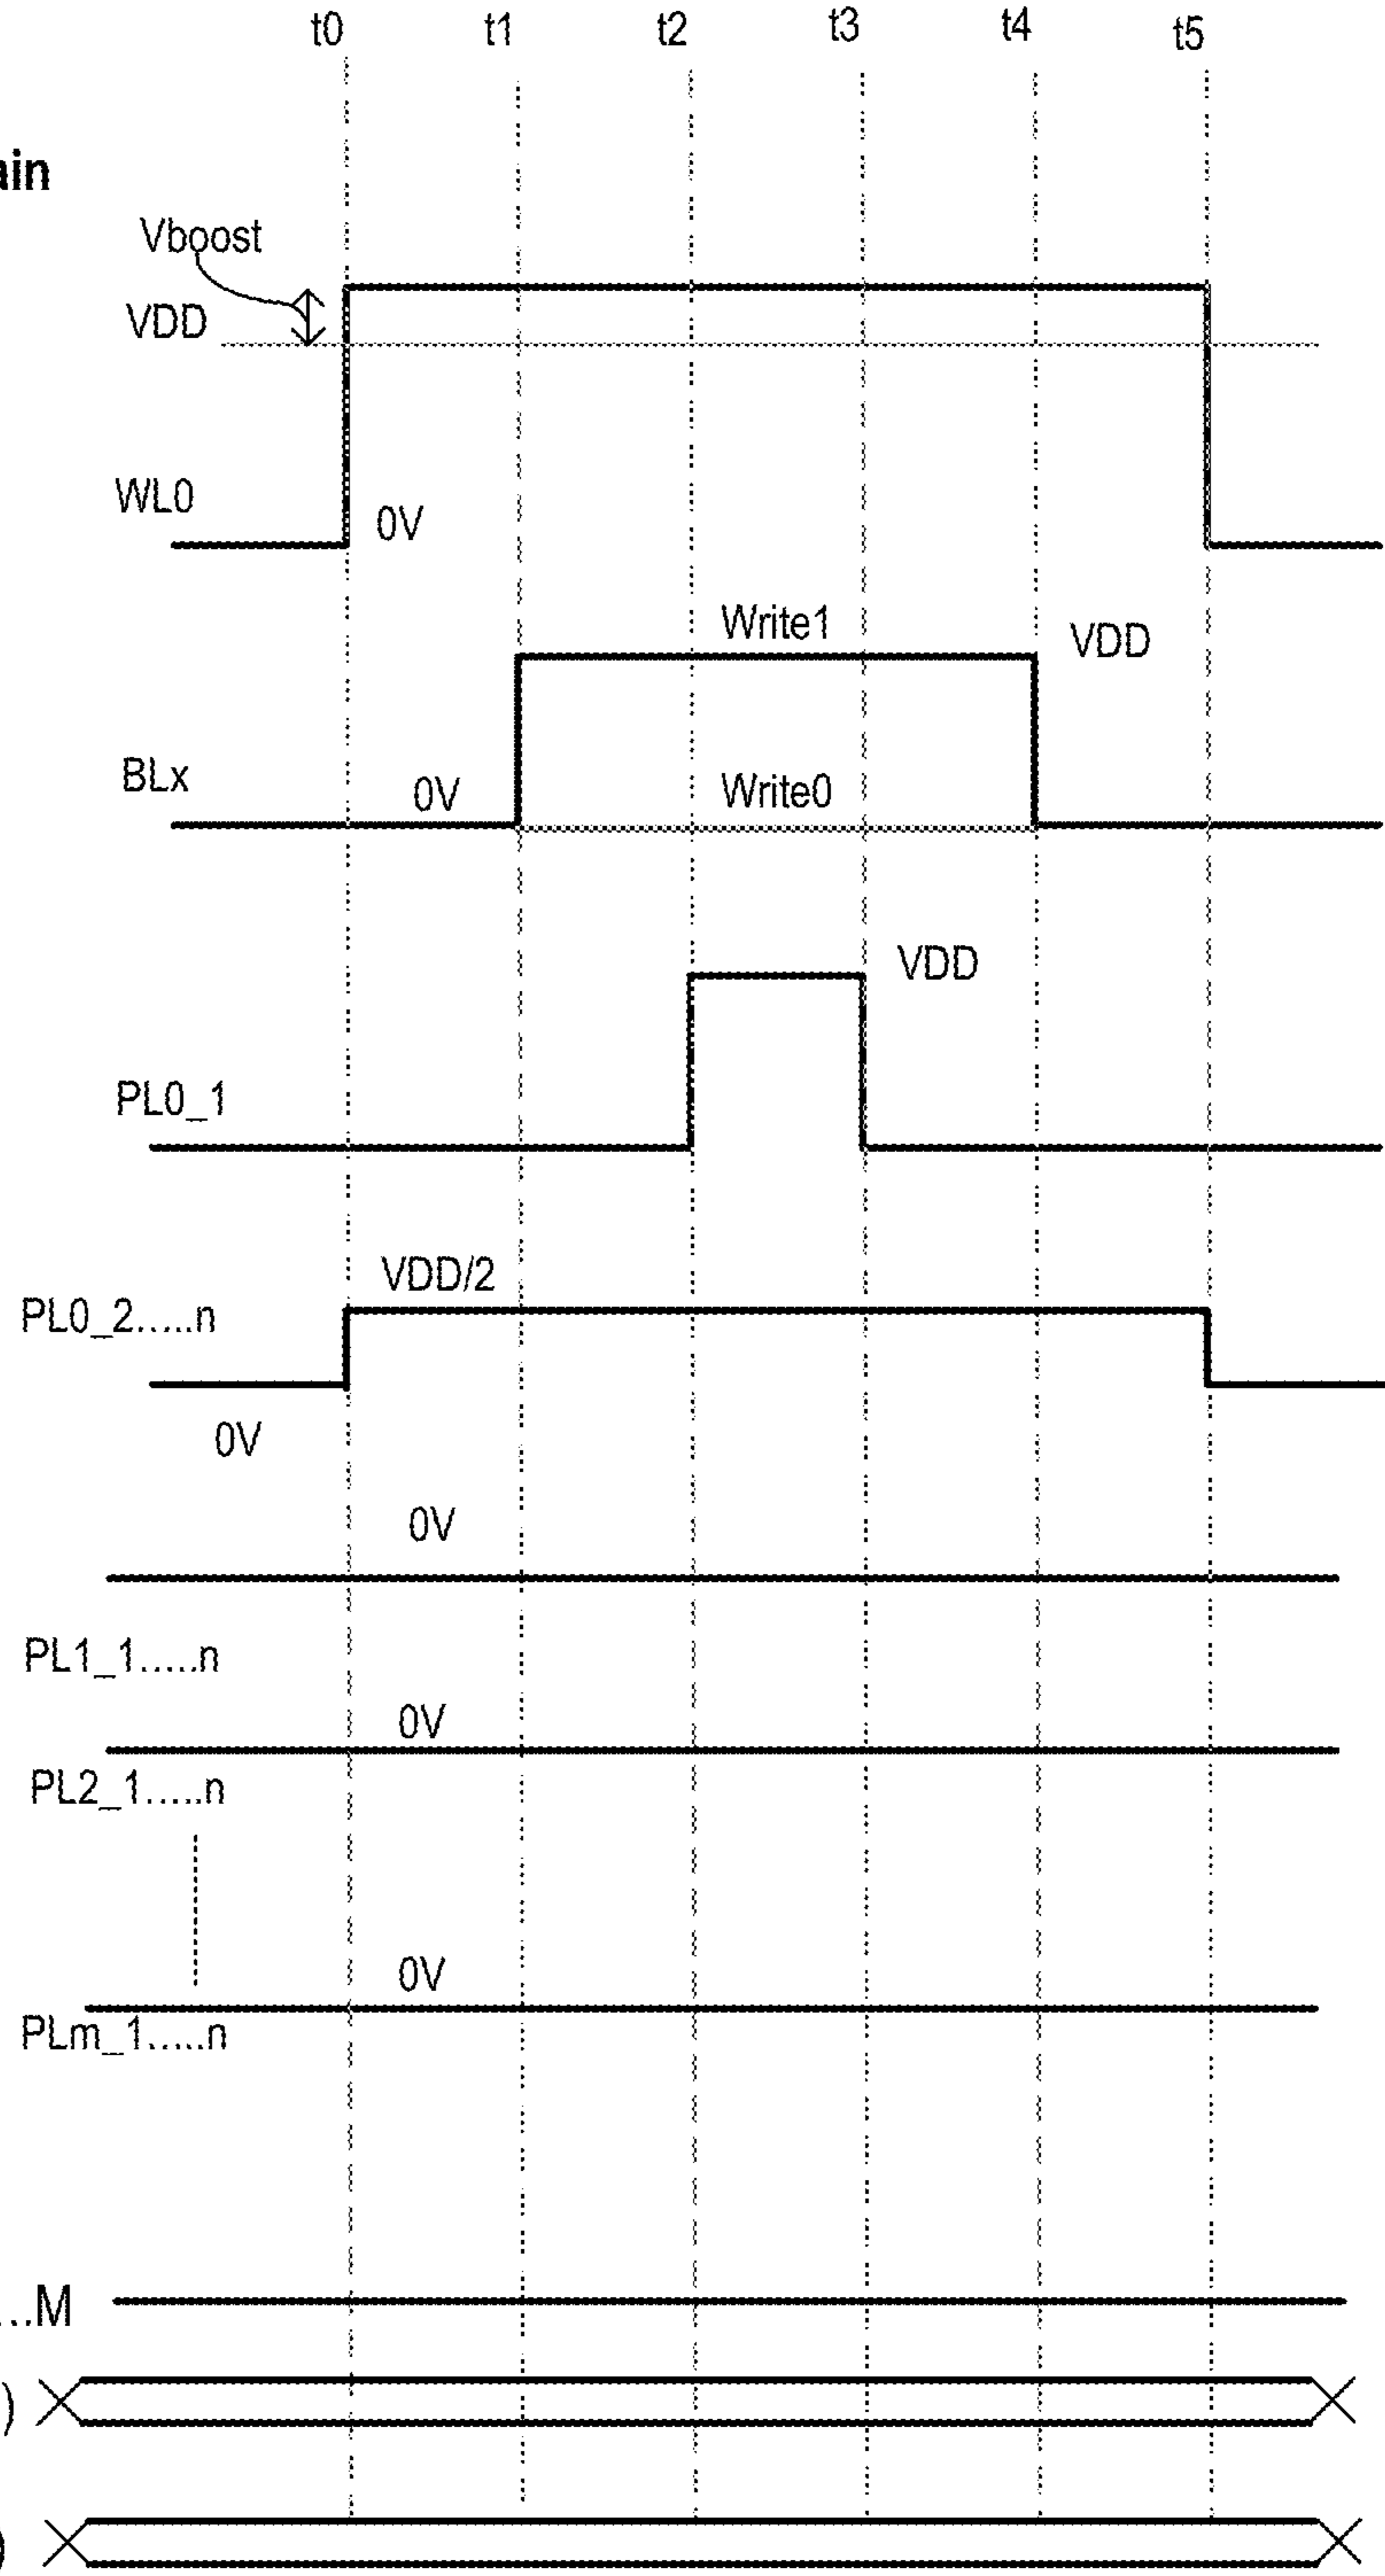 t0 t1 t2 t3 t4 t5
ain
Vboost
VDD
WL0
0V
Write1
VDD
BLx
0V
Write0
VDD
PL0_1
VDD/2
PL0_2.....n
0V
0V
PL1_1.....n
0V
PL2_1.....n
0V
PLm_1.....n
...M
)
)